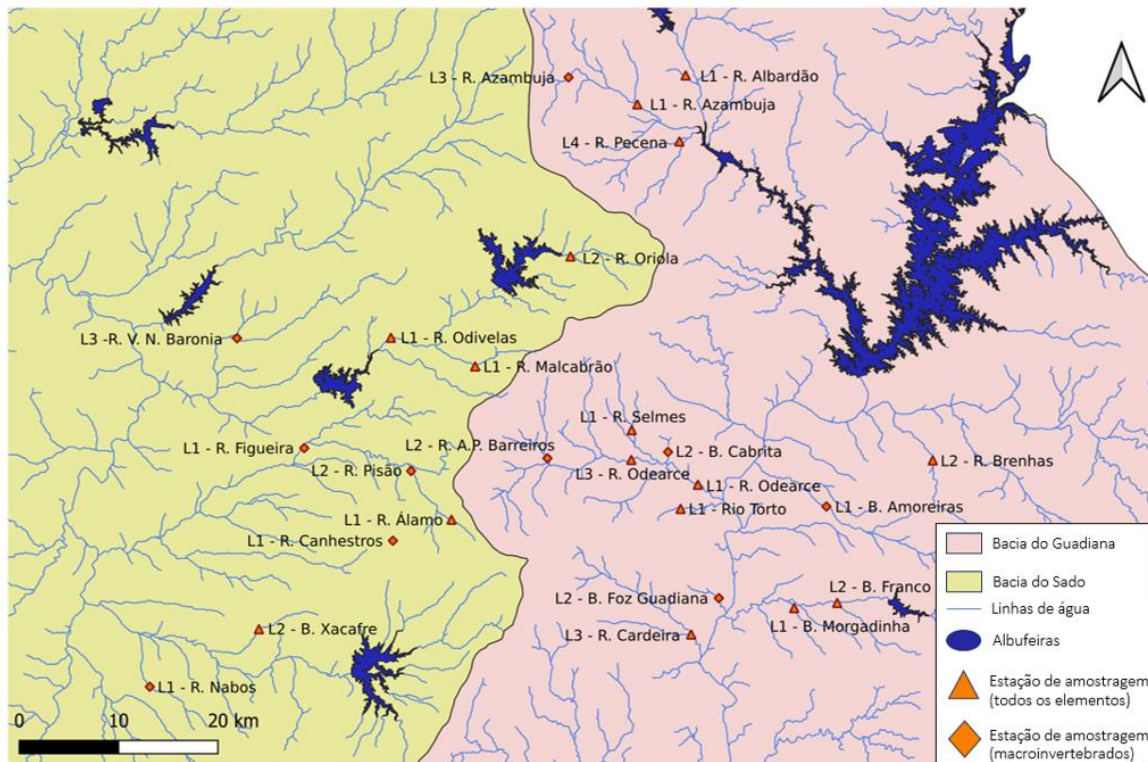 L3 - R. Azambuja
L1 - R. Albardão
L1 - R. Azambuja
L4 - R. Pecena
L2 - R. Oriola
L3 -R. V. N. Baronia
L1 - R. Odivelas
L1 - R. Malcabrão
L1 - R. Selmes
L1 - R. Figueira
L2 - R. A.P. Barreiros
L2 - B. Cabrita
L2 - R. Pisão
L3 - R. Odearce
L2 - R. Brenhas
L1 - R. Odearce
L1 - R. Álamo
L1 - Rio Torto
L1 - B. Amoreiras
L1 - R. Canhestros
L2 - B. Foz Guadiana
L2 - B. Franco
L2 - B. Xacafre
L3 - R. Cardeira
L1 - B. Morgadinha
L1 - R. Nabos
0 10 20 km
Bacia do Guadiana
Bacia do Sado
Linhas de água
Albufeiras
Estação de amostragem
(todos os elementos)
Estação de amostragem
(macroinvertebrados)